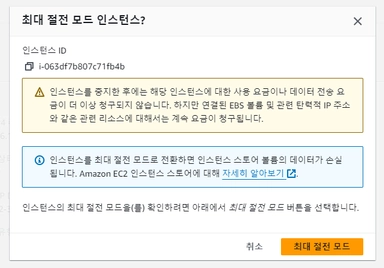 최대 절전 모드 인스턴스?
인스턴스 ID
i-063df7b807c71fb4b
인스턴스를 중지한 후에는 해당 인스턴스에 대한 사용 요금이나 데이터 전송 요
금이 더 이상 청구되지 않습니다. 하지만 연결된 EBS 볼륨 및 관련 탄력적 IP 주소
와 같은 관련 리소스에 대해서는 계속 요금이 청구됩니다.
인스턴스를 최대 절전 모드로 전환하면 인스턴스 스토어 볼륨의 데이터가 손실
됩니다. Amazon EC2 인스턴스 스토어에 대해 자세히 알아보기
인스턴스의 최대 절전 모드을(를) 확인하려면 아래에서 최대 절전 모드 버튼을 선택합니다.
취소
최대 절전 모드